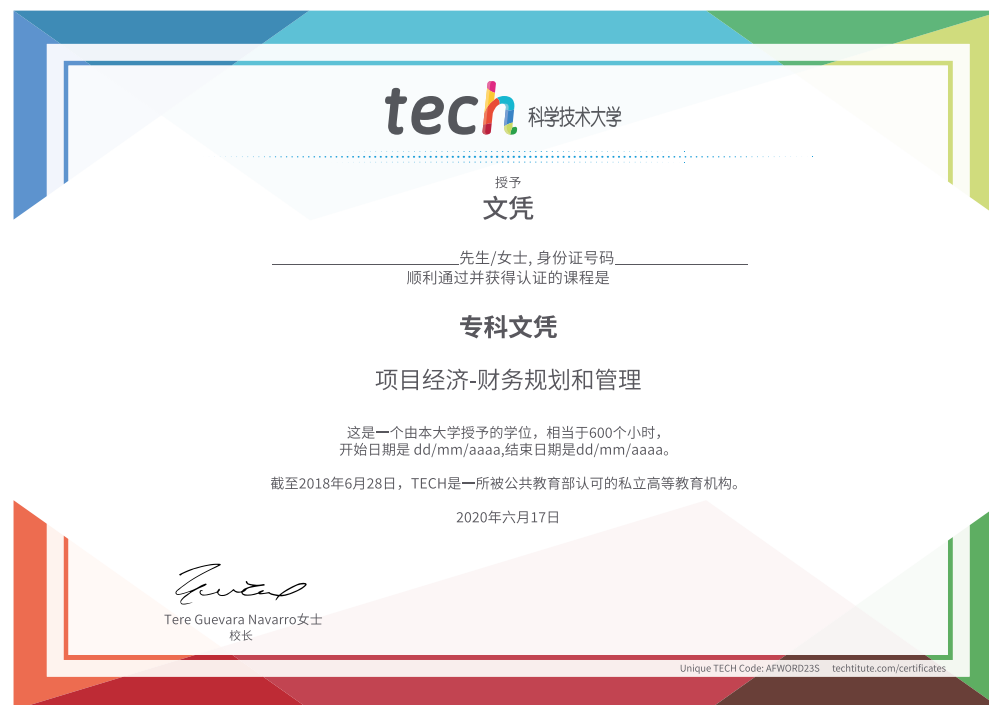 tech 科学技术大学
授予
文凭
____________________先生/女士, 身份证号码______________
顺利通过并获得认证的课程是
专科文凭
项目经济-财务规划和管理
这是一个由本大学授予的学位，相当于600个小时，
开始日期是 dd/mm/aaaa,结束日期是dd/mm/aaaa。
截至2018年6月28日，TECH是一所被公共教育部认可的私立高等教育机构。
2020年六月17日
Tere Guevara Navarro女士
校长
Unique TECH Code: AFWORD23S techtitute.com/certificates